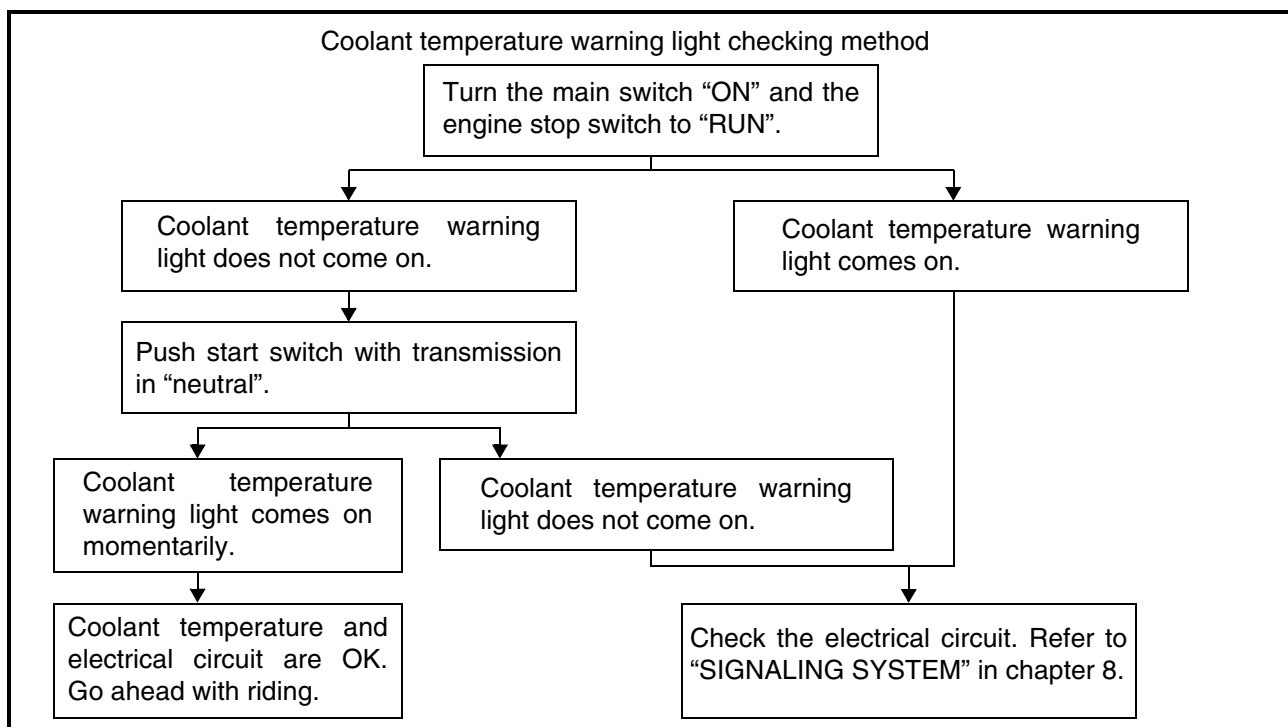 Coolant temperature warning light checking method
Turn the main switch “ON” and the
engine stop switch to “RUN”.
Coolant temperature warning
light does not come on.
Coolant temperature warning
light comes on.
Push start switch with transmission
in “neutral”.
Coolant temperature
warning light comes on
momentarily.
Coolant temperature warning
light does not come on.
Coolant temperature and
electrical circuit are OK.
Go ahead with riding.
Check the electrical circuit. Refer to
“SIGNALING SYSTEM” in chapter 8.